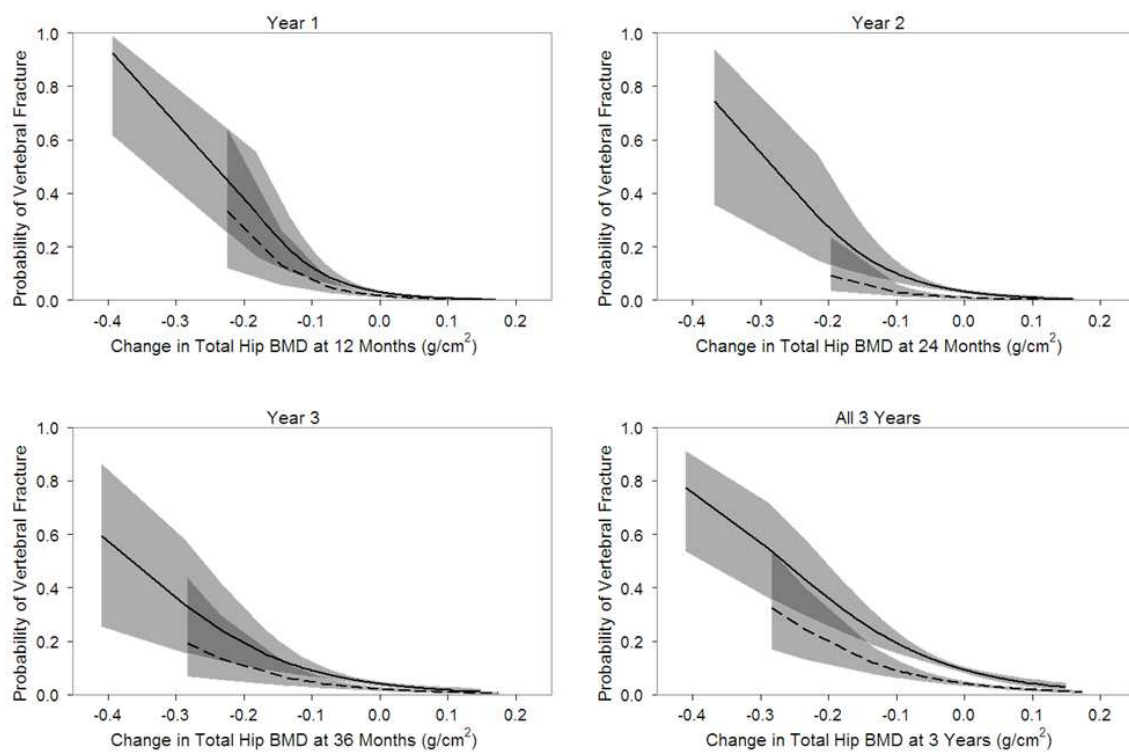 Year 1
Probability of Vertebral Fracture
1.0
0.8
0.6
0.4
0.2
0.0
-0.4 -0.3 -0.2 -0.1 0.0 0.1 0.2
Change in Total Hip BMD at 12 Months (g/cm²)
Year 2
Probability of Vertebral Fracture
1.0
0.8
0.6
0.4
0.2
0.0
-0.4 -0.3 -0.2 -0.1 0.0 0.1 0.2
Change in Total Hip BMD at 24 Months (g/cm²)
Year 3
Probability of Vertebral Fracture
1.0
0.8
0.6
0.4
0.2
0.0
-0.4 -0.3 -0.2 -0.1 0.0 0.1 0.2
Change in Total Hip BMD at 36 Months (g/cm²)
All 3 Years
Probability of Vertebral Fracture
1.0
0.8
0.6
0.4
0.2
0.0
-0.4 -0.3 -0.2 -0.1 0.0 0.1 0.2
Change in Total Hip BMD at 3 Years (g/cm²)